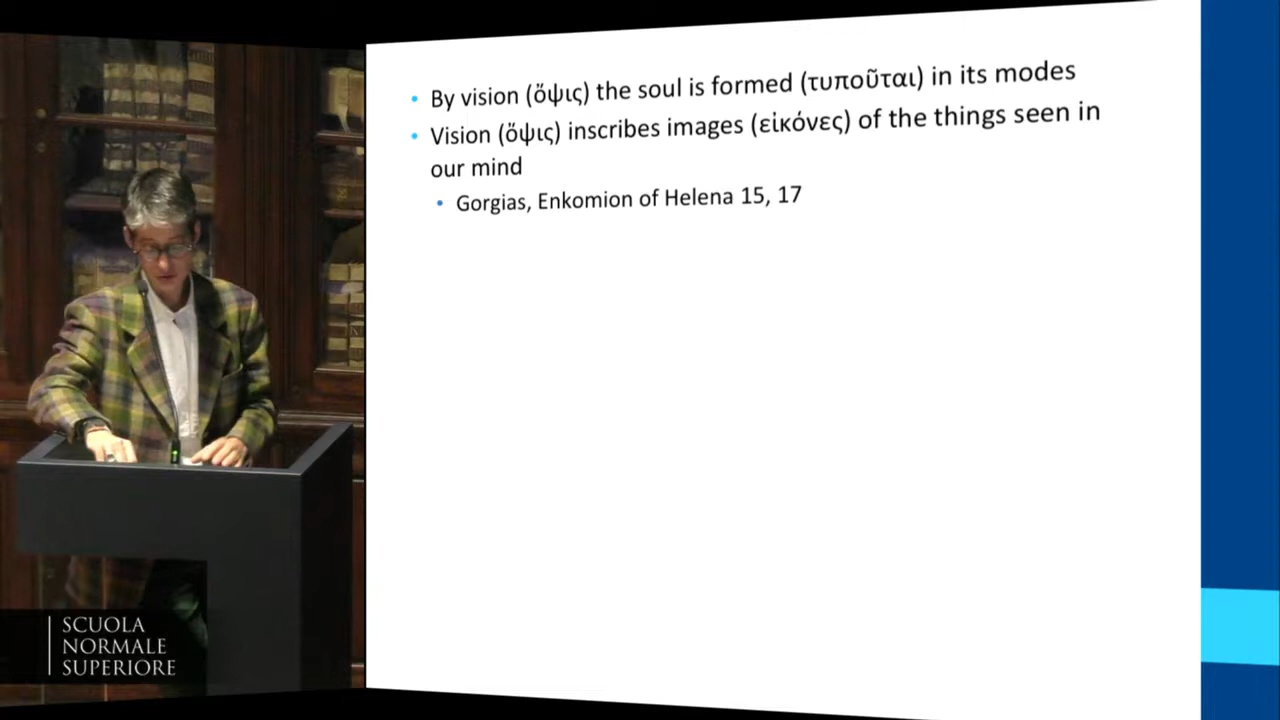 • By vision (ὄψις) the soul is formed (τυποῦται) in its modes
• Vision (ὄψις) inscribes images (εἰκόνες) of the things seen in
our mind
• Gorgias, Enkomion of Helena 15, 17
SCUOLA
NORMALE
SUPERIORE